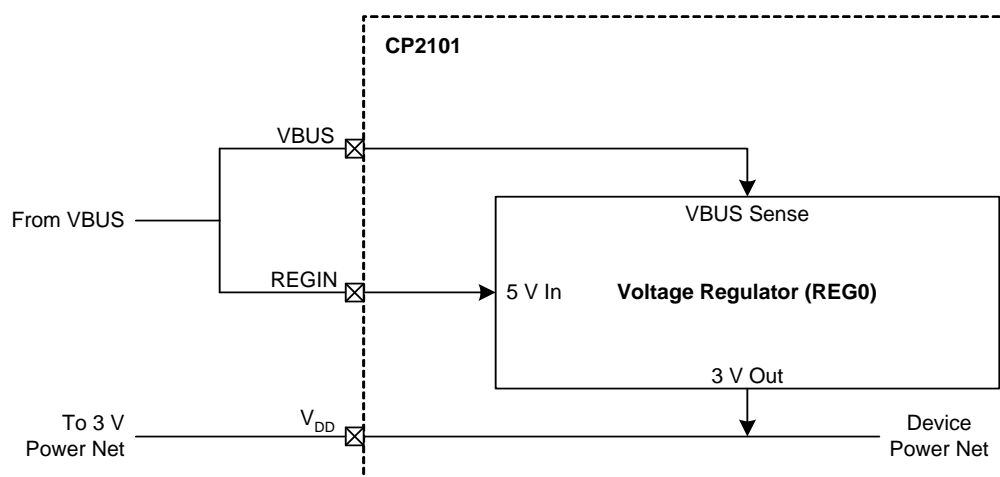 CP2101
VBUS
From VBUS
VBUS Sense
REGIN
5 V In
Voltage Regulator (REG0)
3 V Out
To 3 V
Power Net
VDD
Device
Power Net